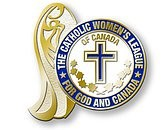 THE CATHOLIC WOMEN'S LEAGUE
OF CANADA
FOR GOD AND CANADA